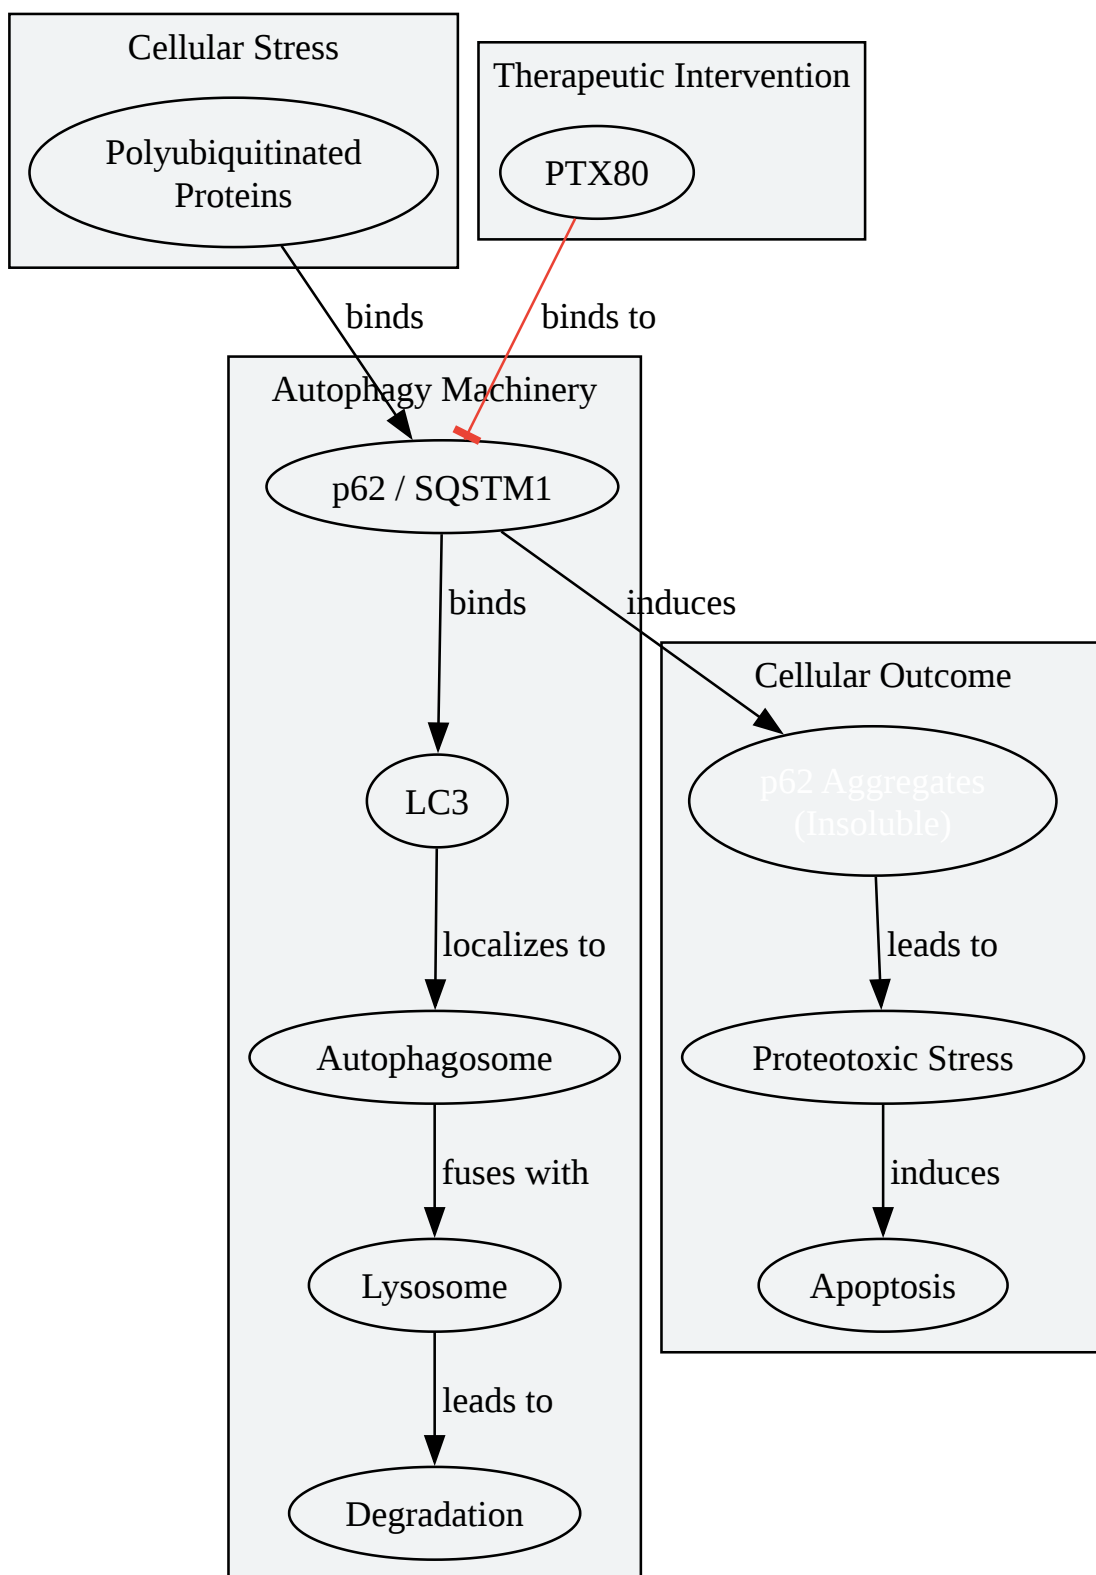 Cellular Stress
Therapeutic Intervention
Polyubiquitinated
Proteins
PTX80
binds
binds to
Autophagy Machinery
p62 / SQSTM1
binds
induces
Cellular Outcome
p62 Aggregates
(Insoluble)
LC3
localizes to
leads to
Autophagosome
Proteotoxic Stress
fuses with
induces
Lysosome
Apoptosis
leads to
Degradation